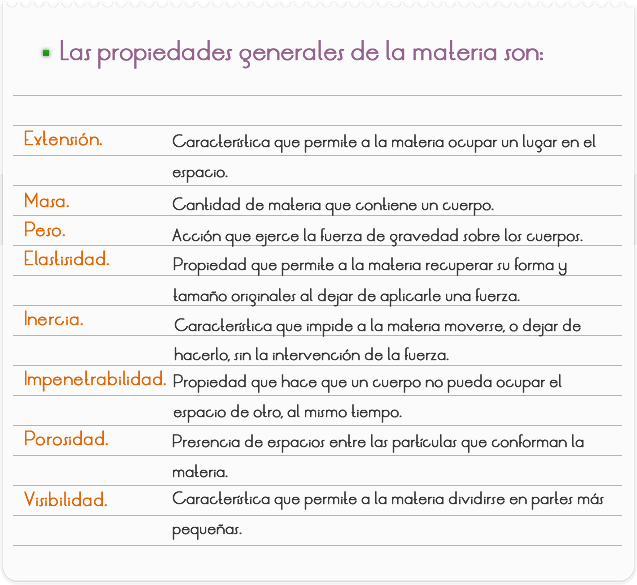 Las propiedades generales de la materia son:
Extensión. Característica que permite a la materia ocupar un lugar en el
espacio.
Masa. Cantidad de materia que contiene un cuerpo.
Peso. Acción que ejerce la fuerza de gravedad sobre los cuerpos.
Elastisidad. Propiedad que permite a la materia recuperar su forma y
tamaño originales al dejar de aplicarle una fuerza.
Inercia. Característica que impide a la materia moverse, o dejar de
hacerlo, sin la intervención de la fuerza.
Impenetrabilidad. Propiedad que hace que un cuerpo no pueda ocupar el
espacio de otro, al mismo tiempo.
Porosidad. Presencia de espacios entre las partículas que conforman la
materia.
Visibilidad. Característica que permite a la materia dividirse en partes más
pequeñas.